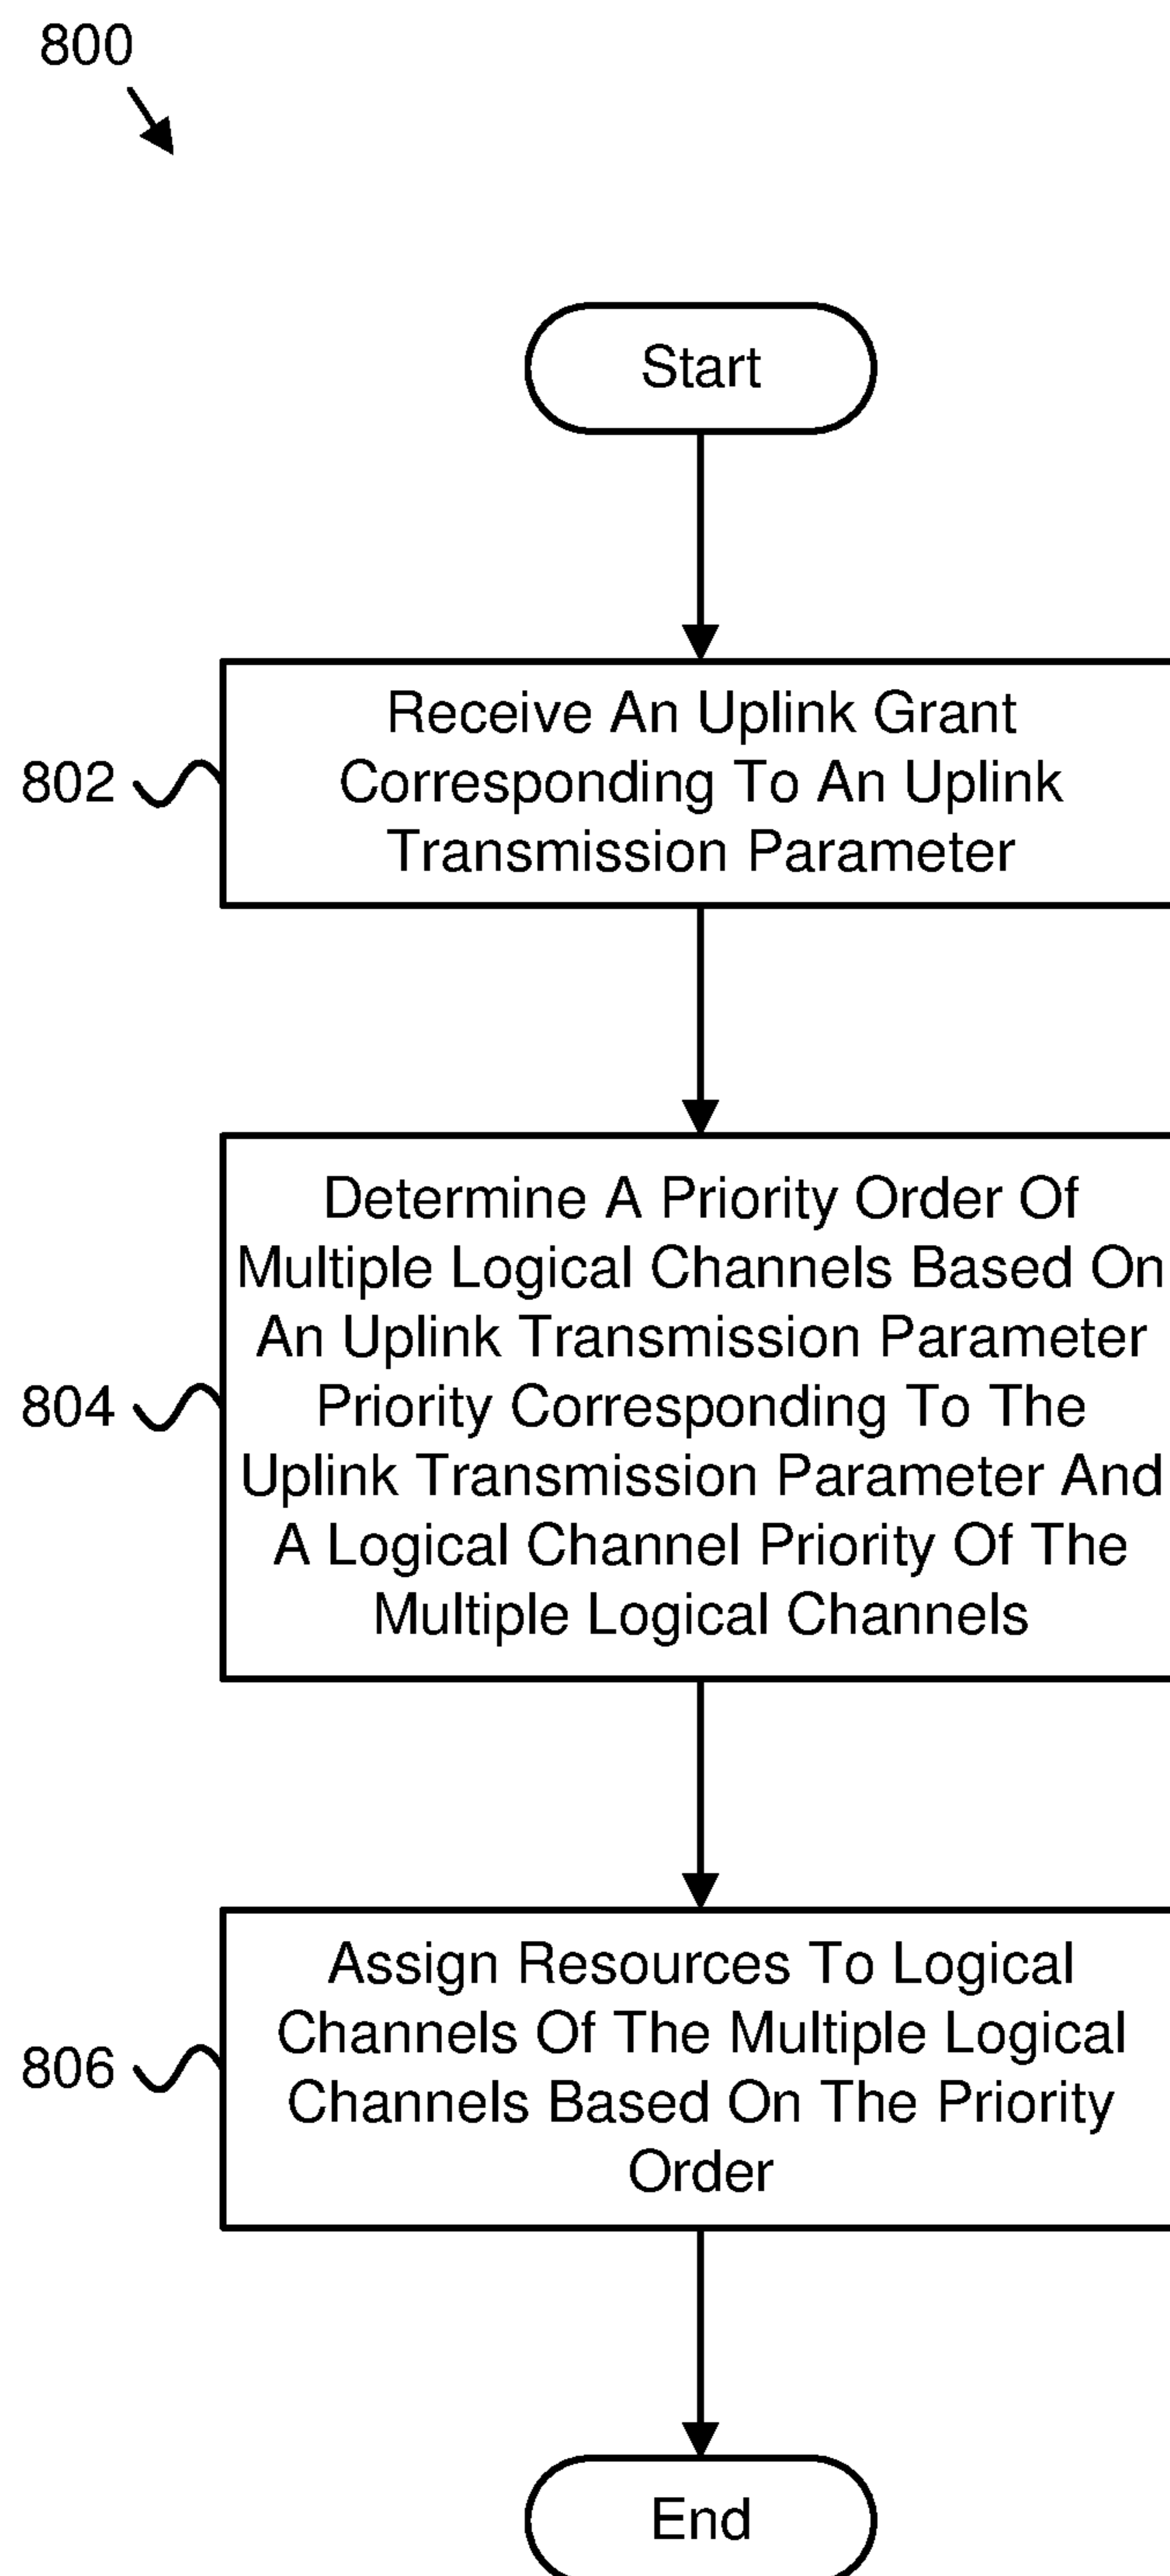 800
Start
802
Receive An Uplink Grant
Corresponding To An Uplink
Transmission Parameter
804
Determine A Priority Order Of
Multiple Logical Channels Based On
An Uplink Transmission Parameter
Priority Corresponding To The
Uplink Transmission Parameter And
A Logical Channel Priority Of The
Multiple Logical Channels
806
Assign Resources To Logical
Channels Of The Multiple Logical
Channels Based On The Priority
Order
End